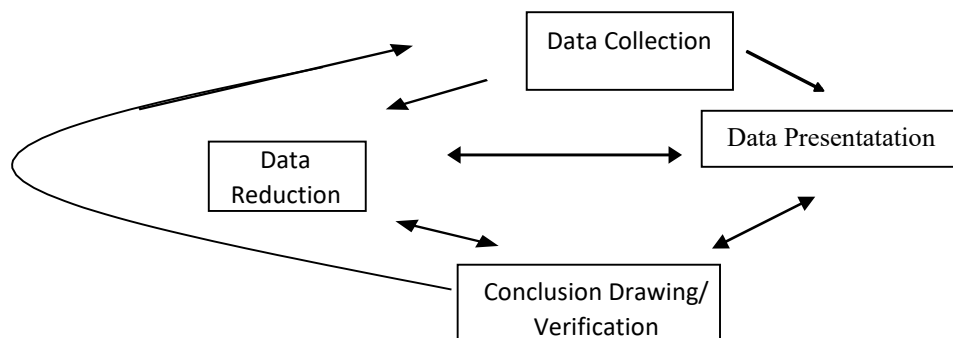 Data Collection
Data Presentatation
Data
Reduction
Conclusion Drawing/
Verification